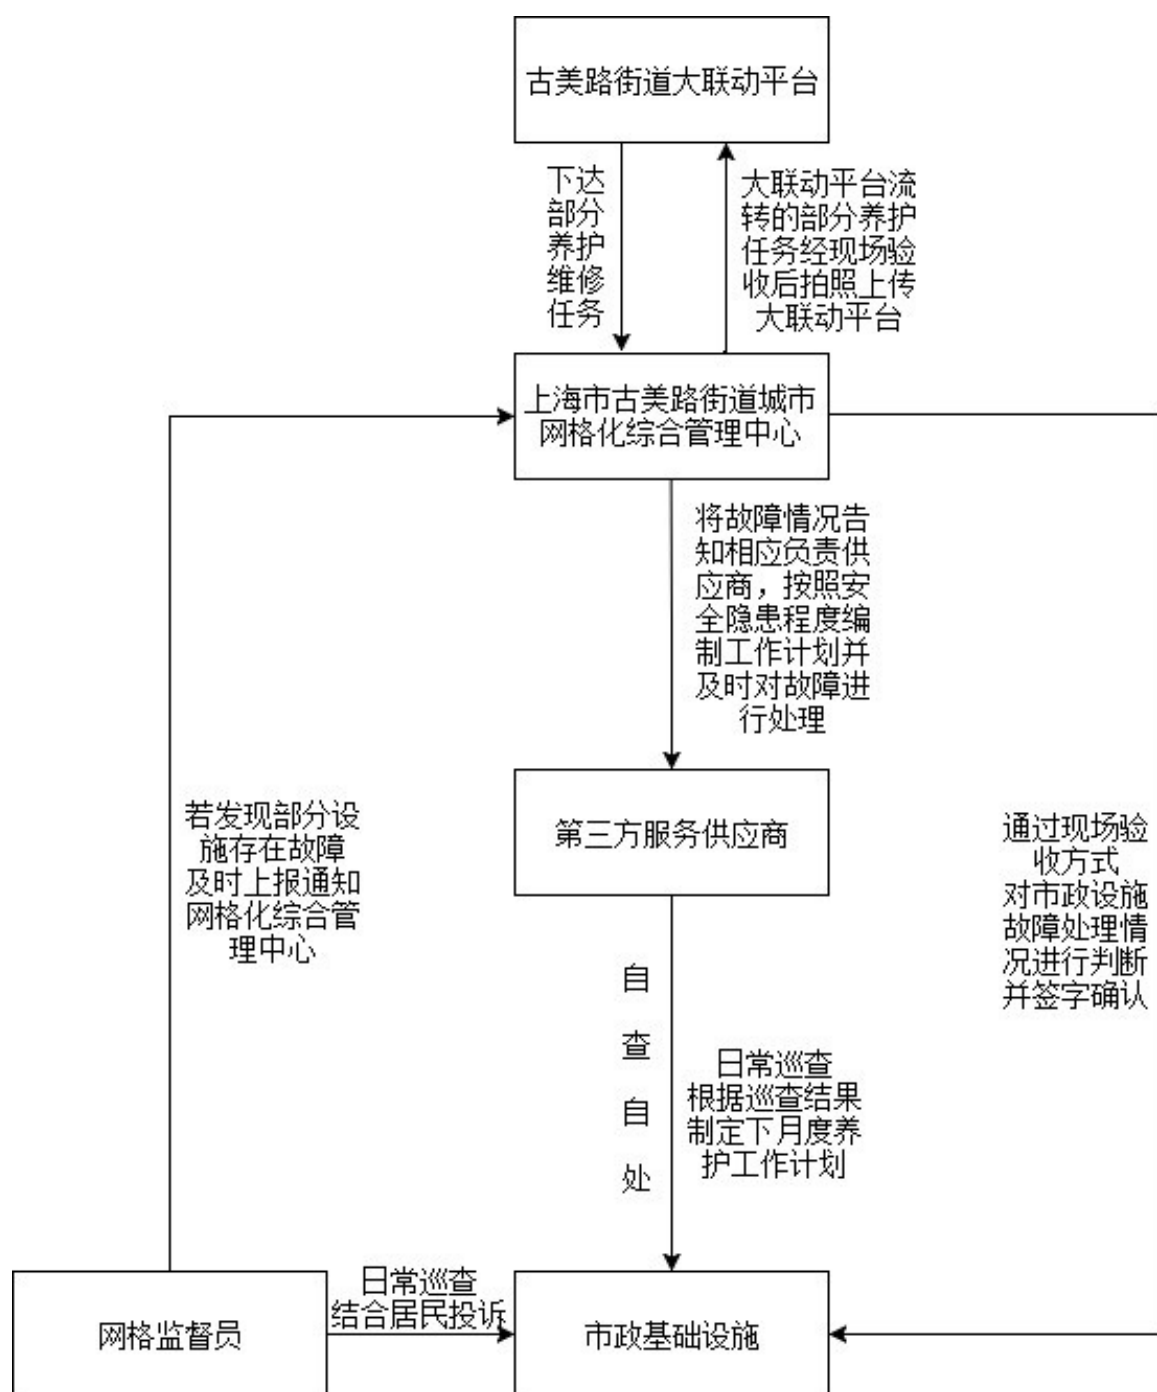 古美路街道大联动平台
下达
部分
养护
维修
任务
大联动平台流
转的部分养护
任务经现场验
收后拍照上传
大联动平台
上海市古美路街道城市
网格化综合管理中心
将故障情况告
知相应负责供
应商，按照安
全隐患程度编
制工作计划并
及时对故障进
行处理
若发现部分设
施存在故障
及时上报通知
网格化综合管
理中心
第三方服务供应商
通过现场验
收方式
对市政设施
故障处理情
况进行判断
并签字确认
自
查
自
处
日常巡查
根据巡查结果
制定下月度养
护工作计划
网格监督员
日常巡查
结合居民投诉
市政基础设施